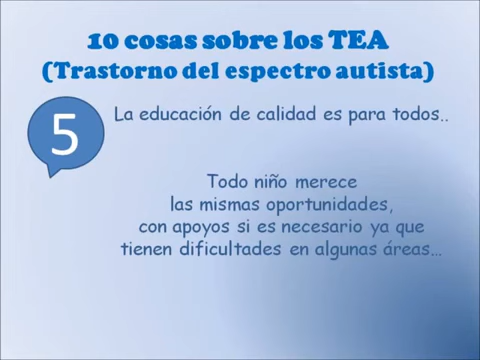 10 cosas sobre los TEA
(Trastorno del espectro autista)
5
La educación de calidad es para todos..
Todo niño merece
las mismas oportunidades,
con apoyos si es necesario ya que
tienen dificultades en algunas áreas...